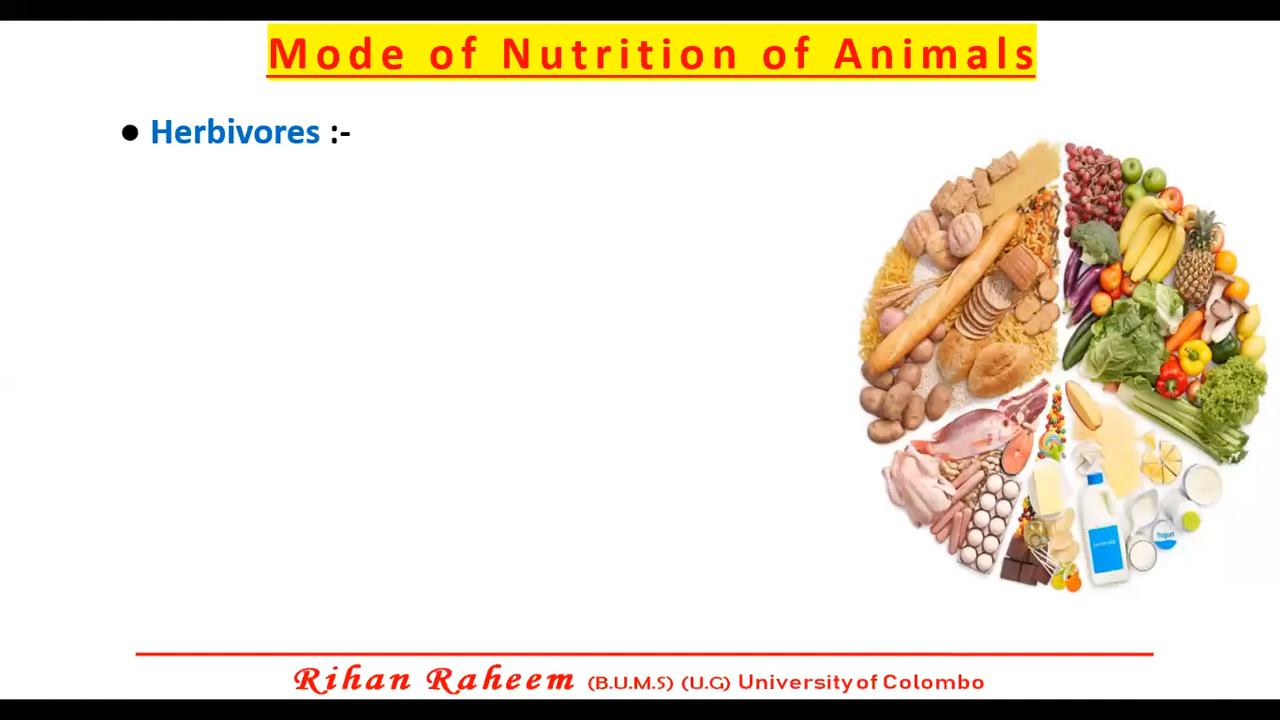 Mode of Nutrition of Animals
● Herbivores :-
Yogurt
Rihan Raheem (B.U.M.S) (U.G) University of Colombo